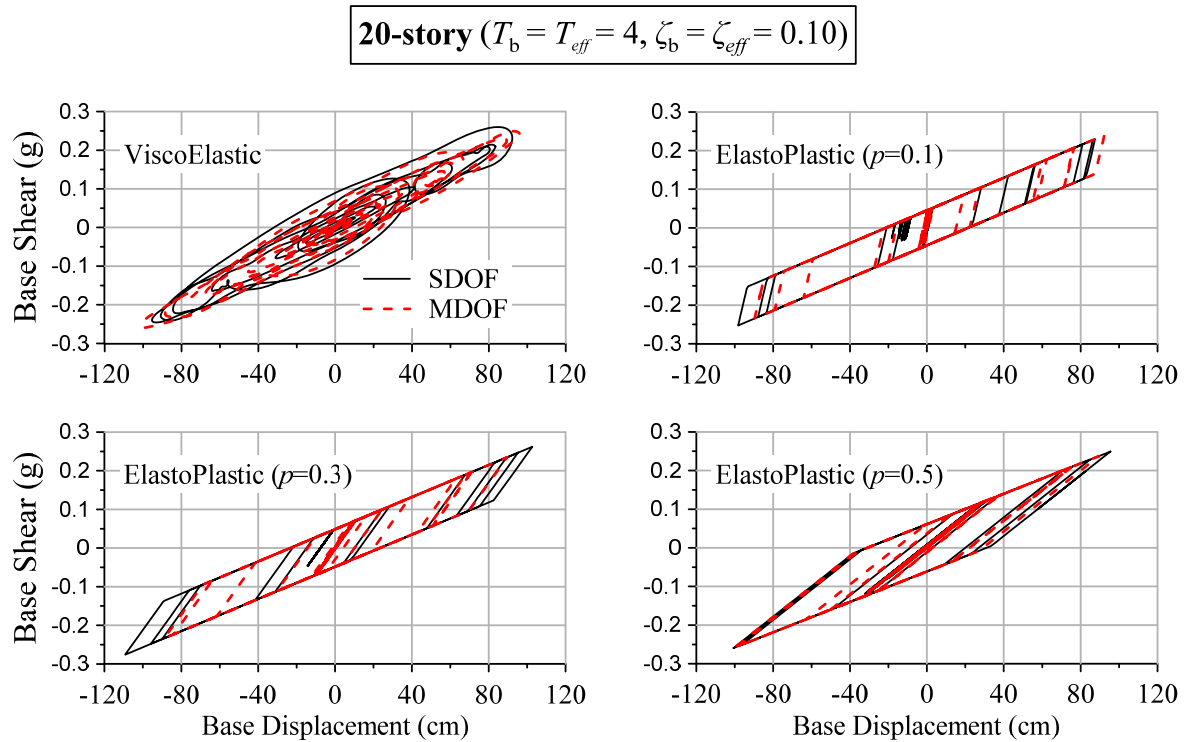 20-story (T_b = T_eff = 4, ζ_b = ζ_eff = 0.10)
Base Shear (g)
0.3
0.2
0.1
0
-0.1
-0.2
-0.3
ViscoElastic
SDOF
MDOF
-120 -80 -40 0 40 80 120
0.3
0.2
0.1
0
-0.1
-0.2
-0.3
ElastoPlastic (p=0.1)
-120 -80 -40 0 40 80 120
Base Shear (g)
0.3
0.2
0.1
0
-0.1
-0.2
-0.3
ElastoPlastic (p=0.3)
-120 -80 -40 0 40 80 120
Base Displacement (cm)
0.3
0.2
0.1
0
-0.1
-0.2
-0.3
ElastoPlastic (p=0.5)
-120 -80 -40 0 40 80 120
Base Displacement (cm)